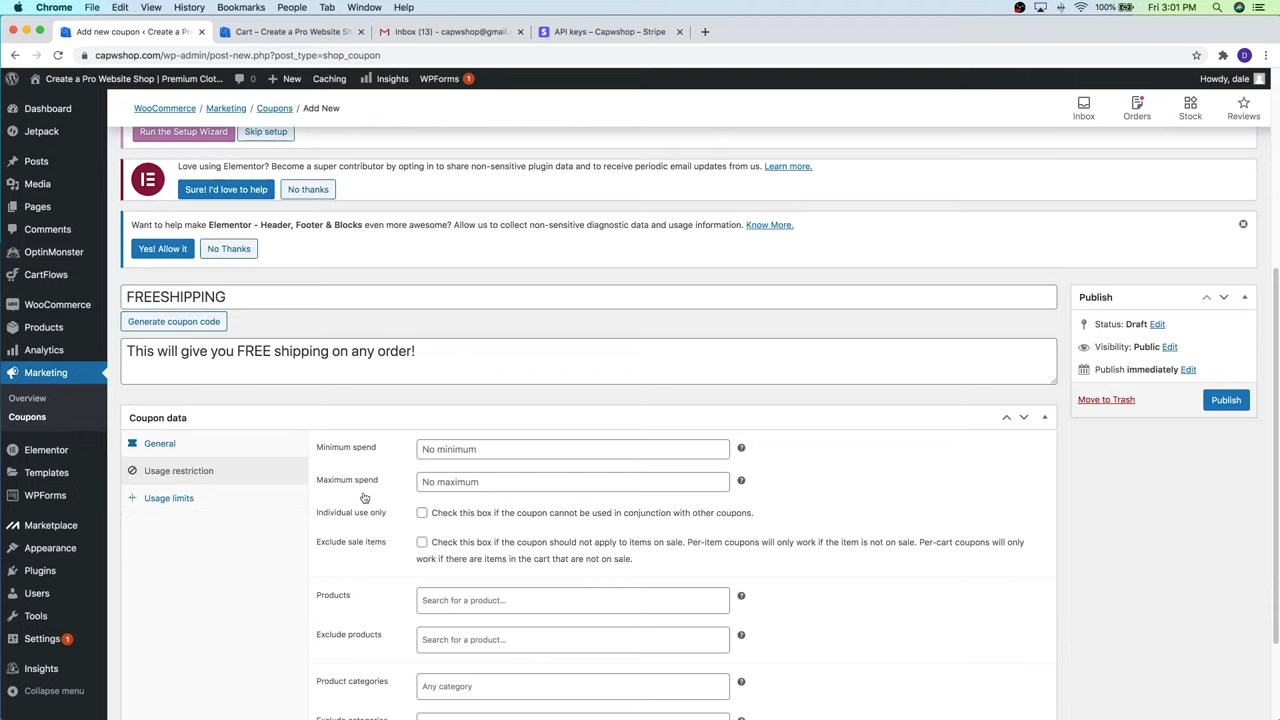 Chrome File Edit View History Bookmarks People Tab Window Help 100% Fri 3:01 PM
Add new coupon ‹ Create a Pr Cart – Create a Pro Website Sh Inbox (13) - capwshop@gmail.c API keys – Capwshop – Stripe
capwshop.com/wp-admin/post-new.php?post_type=shop_coupon
Create a Pro Website Shop | Premium Clot... 0 New Caching Insights WPForms 1 Howdy, dale
WooCommerce / Marketing / Coupons / Add New
Inbox Orders Stock Reviews
Dashboard
Jetpack
Posts
Media
Pages
Comments
OptinMonster
CartFlows
WooCommerce
Products
Analytics
Marketing
Overview
Coupons
Elementor
Templates
WPForms
Marketplace
Appearance
Plugins
Users
Tools
Settings 1
Insights
Collapse menu
Run the Setup Wizard Skip setup
Love using Elementor? Become a super contributor by opting in to share non-sensitive plugin data and to receive periodic email updates from us. Learn more.
Sure! I'd love to help No thanks
Want to help make Elementor - Header, Footer & Blocks even more awesome? Allow us to collect non-sensitive diagnostic data and usage information. Know More.
Yes! Allow it No Thanks
FREESHIPPING
Generate coupon code
This will give you FREE shipping on any order!
Publish
Status: Draft Edit
Visibility: Public Edit
Publish immediately Edit
Move to Trash Publish
Coupon data
General
Usage restriction
Usage limits
Minimum spend No minimum
Maximum spend No maximum
Individual use only Check this box if the coupon cannot be used in conjunction with other coupons.
Exclude sale items Check this box if the coupon should not apply to items on sale. Per-item coupons will only work if the item is not on sale. Per-cart coupons will only
work if there are items in the cart that are not on sale.
Products Search for a product...
Exclude products Search for a product...
Product categories Any category